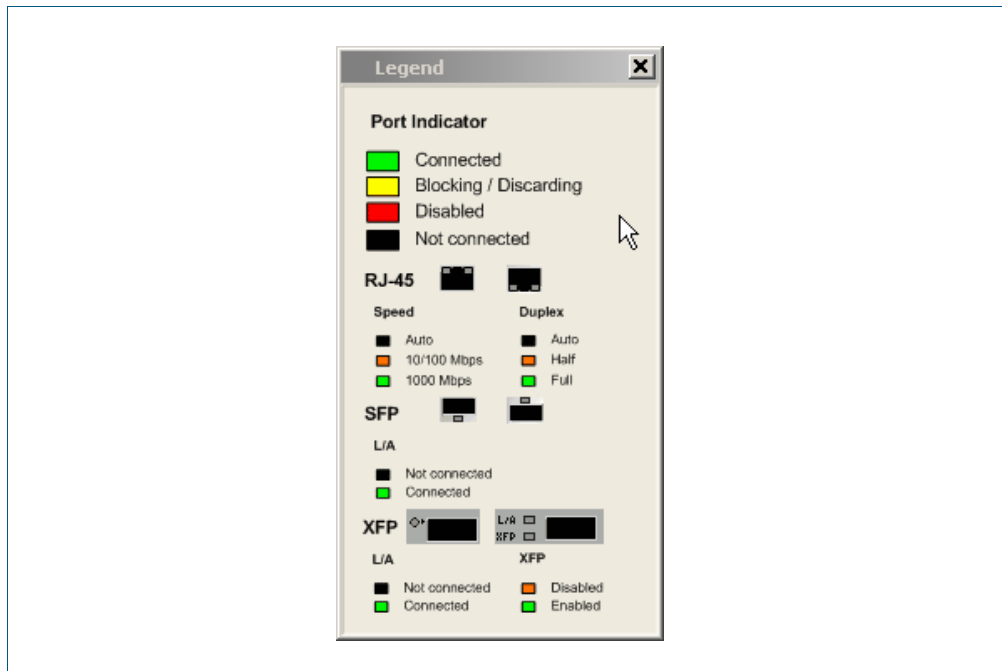 Legend
Port Indicator
Connected
Blocking / Discarding
Disabled
Not connected
RJ-45
Speed Duplex
Auto Auto
10/100 Mbps Half
1000 Mbps Full
SFP
L/A
Not connected
Connected
XFP L/A
XFP
L/A XFP
Not connected Disabled
Connected Enabled